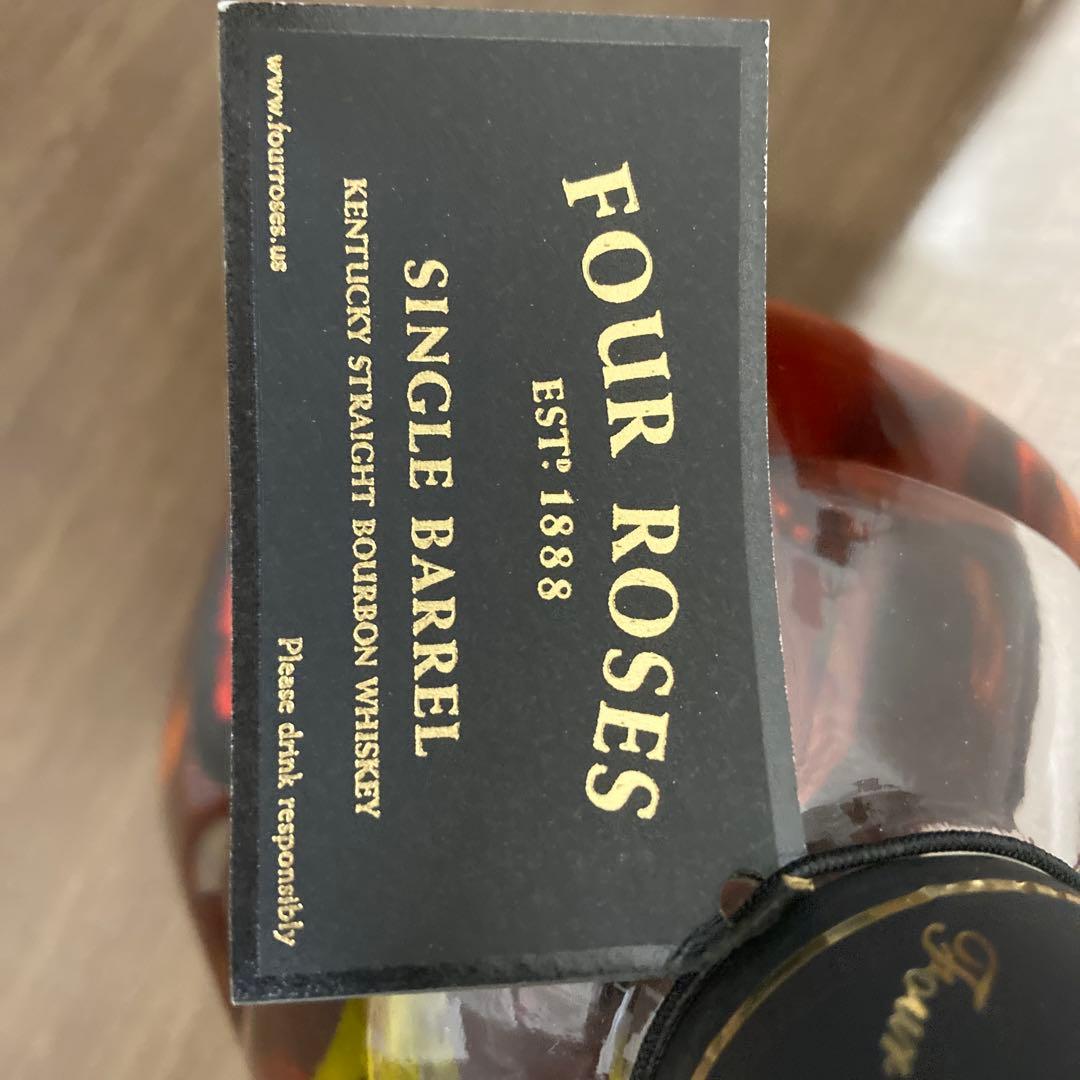 FOUR ROSES
ESTD. 1888
SINGLE BARREL
KENTUCKY STRAIGHT BOURBON WHISKEY
www.fourroses.us
Please drink responsibly
Four